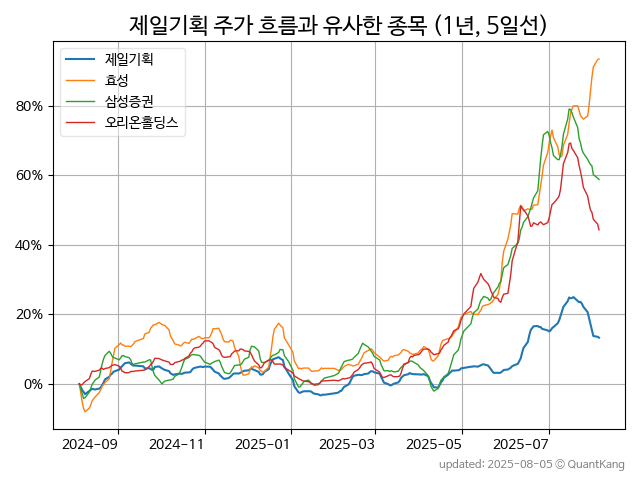 제일기획 주가 흐름과 유사한 종목 (1년, 5일선)
제일기획
효성
삼성증권
오리온홀딩스
80%
60%
40%
20%
0%
2024-09 2024-11 2025-01 2025-03 2025-05 2025-07
updated: 2025-08-05 © QuantKang